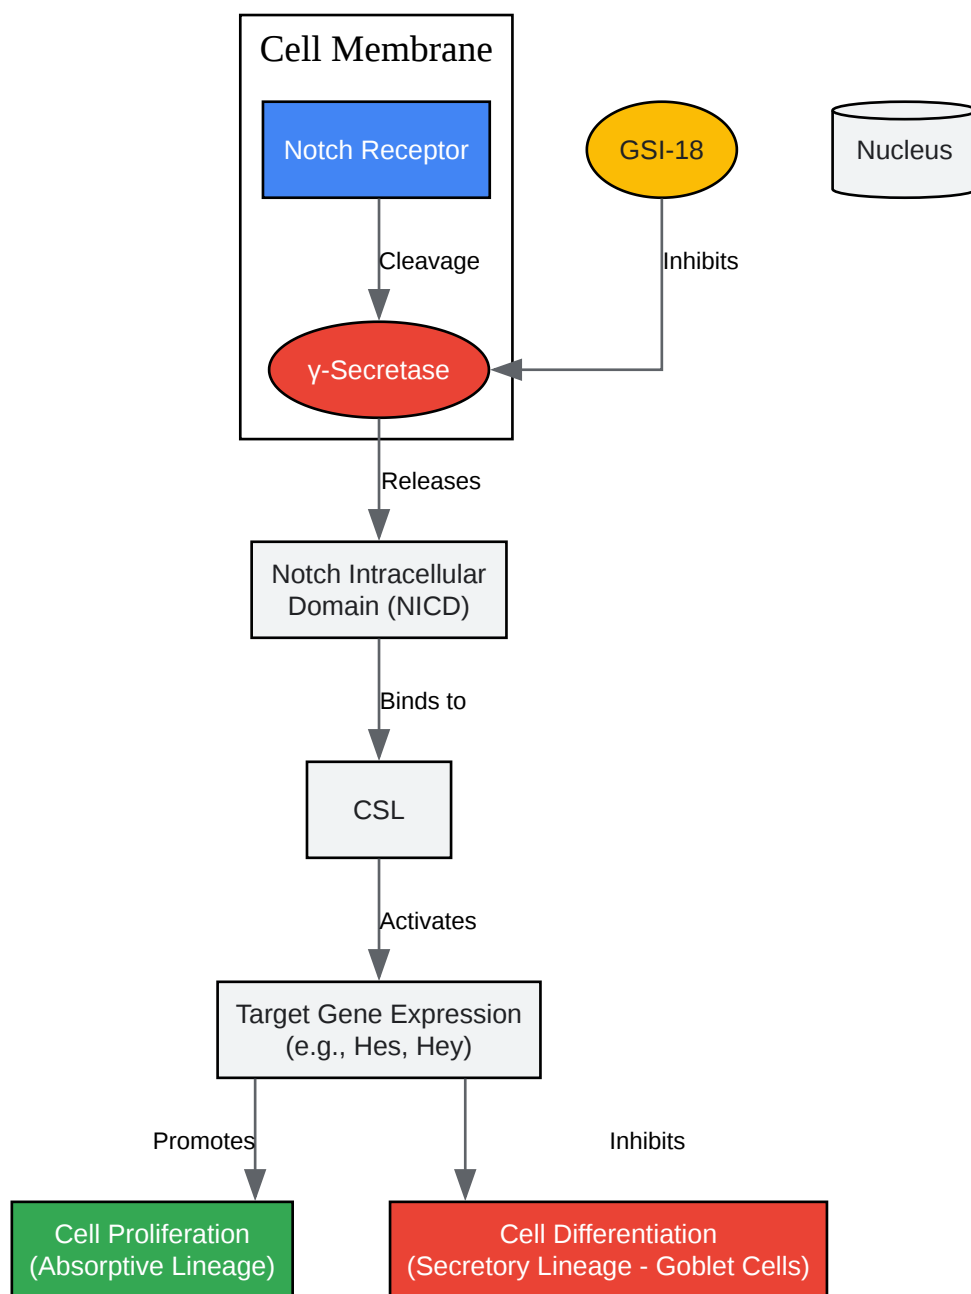 Cell Membrane
Notch Receptor
GSI-18
Nucleus
Cleavage
Inhibits
γ-Secretase
Releases
Notch Intracellular
Domain (NICD)
Binds to
CSL
Activates
Target Gene Expression
(e.g., Hes, Hey)
Promotes
Inhibits
Cell Proliferation
(Absorptive Lineage)
Cell Differentiation
(Secretory Lineage - Goblet Cells)